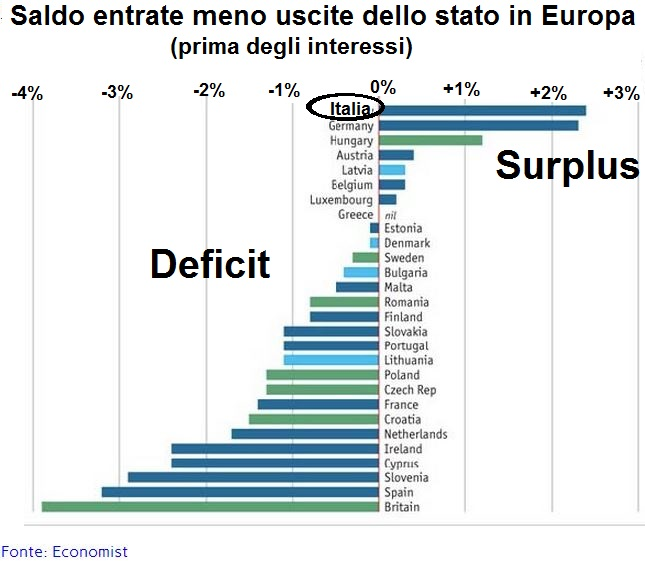 Saldo entrate meno uscite dello stato in Europa
(prima degli interessi)
-4% -3% -2% -1% 0% +1% +2% +3%
Italia
Germany
Hungary
Austria
Surplus
Latvia
Belgium
Luxembourg
Greece nil
Estonia
Denmark
Deficit
Sweden
Bulgaria
Malta
Romania
Finland
Slovakia
Portugal
Lithuania
Poland
Czech Rep
France
Croatia
Netherlands
Ireland
Cyprus
Slovenia
Spain
Britain
Fonte: Economist